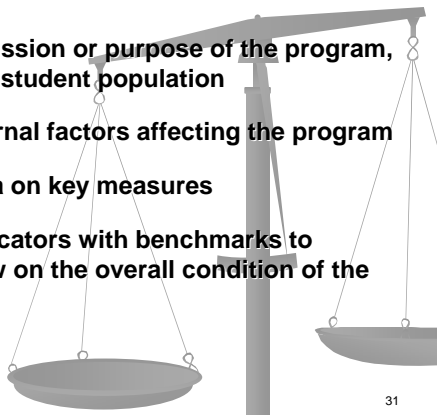 ssion or purpose of the program,
student population
rnal factors affecting the program
on key measures
icators with benchmarks to
on the overall condition of the
31